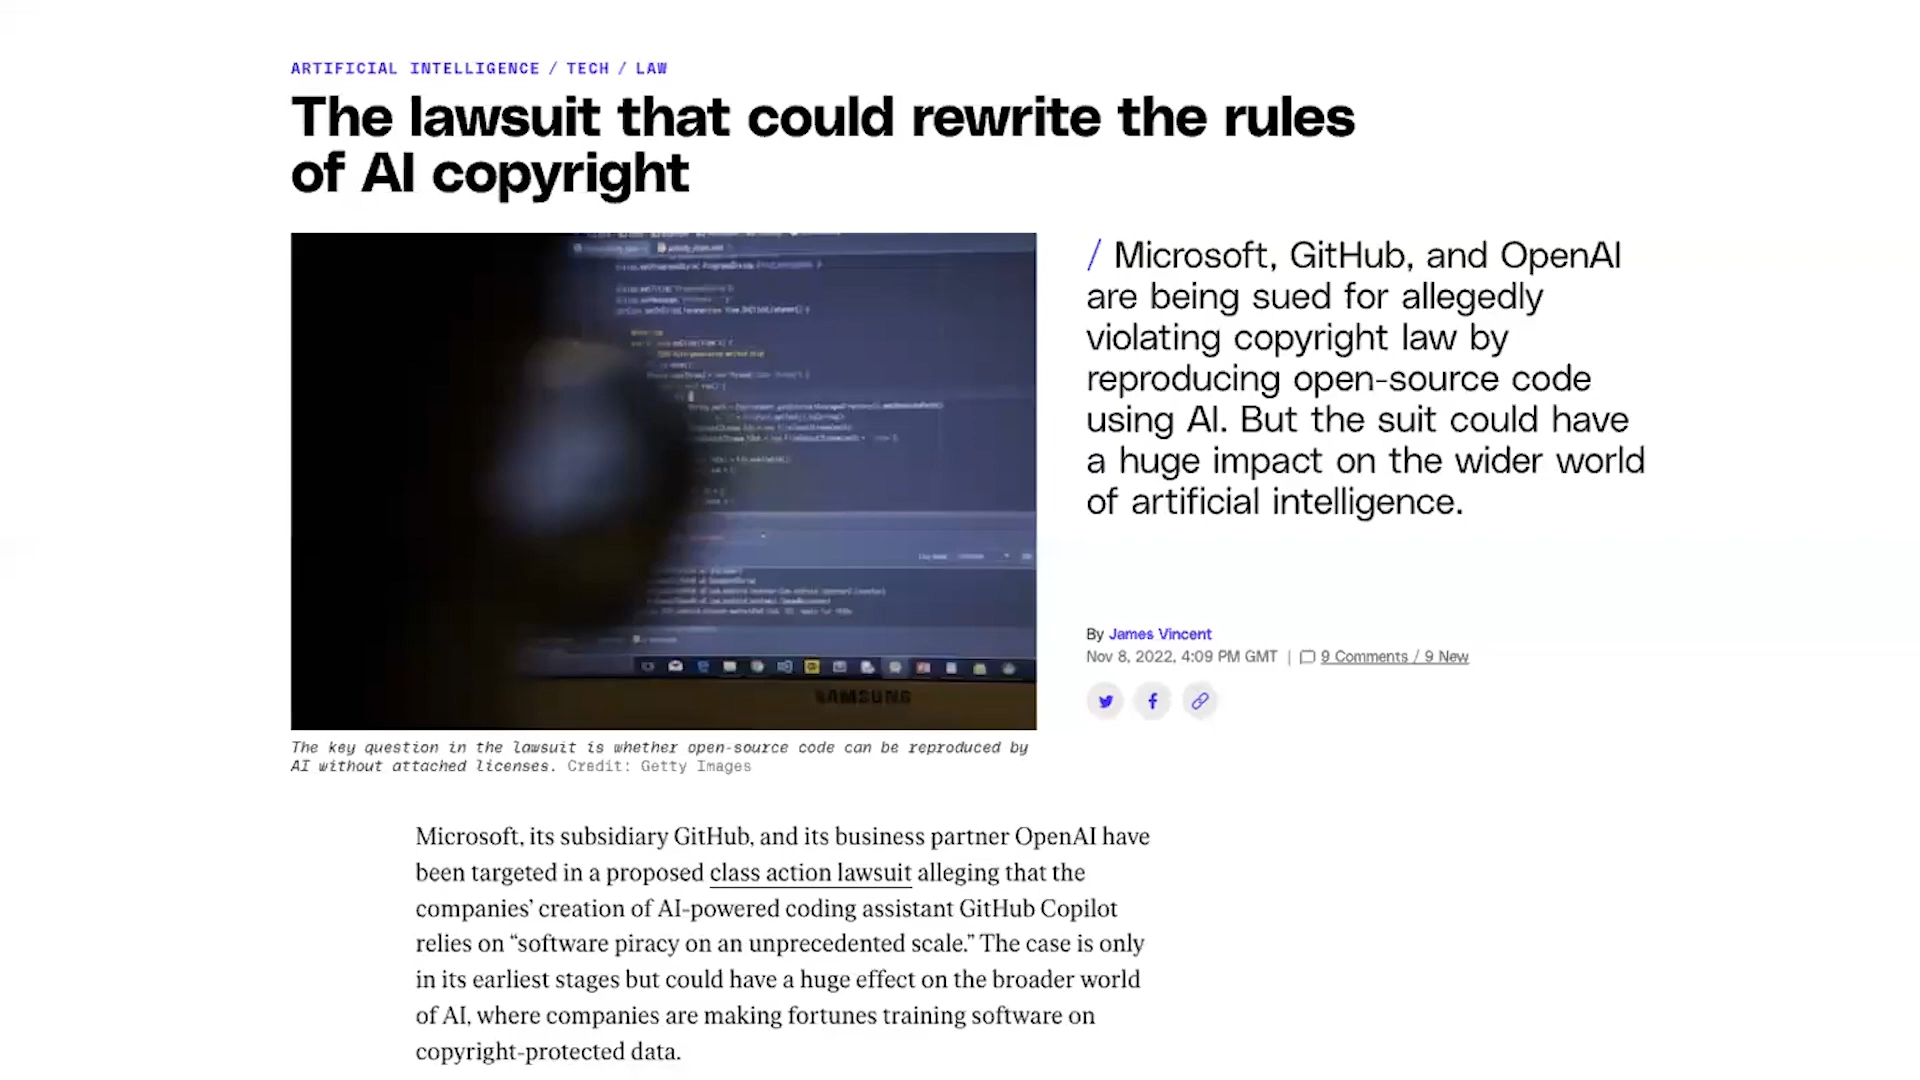 ARTIFICIAL INTELLIGENCE / TECH / LAW
The lawsuit that could rewrite the rules
of AI copyright
/ Microsoft, GitHub, and OpenAI
are being sued for allegedly
violating copyright law by
reproducing open-source code
using AI. But the suit could have
a huge impact on the wider world
of artificial intelligence.
By James Vincent
Nov 8, 2022, 4:09 PM GMT | 9 Comments / 9 New
SAMSUNG
The key question in the lawsuit is whether open-source code can be reproduced by
AI without attached licenses. Credit: Getty Images
Microsoft, its subsidiary GitHub, and its business partner OpenAI have
been targeted in a proposed class action lawsuit alleging that the
companies’ creation of AI-powered coding assistant GitHub Copilot
relies on “software piracy on an unprecedented scale.” The case is only
in its earliest stages but could have a huge effect on the broader world
of AI, where companies are making fortunes training software on
copyright-protected data.